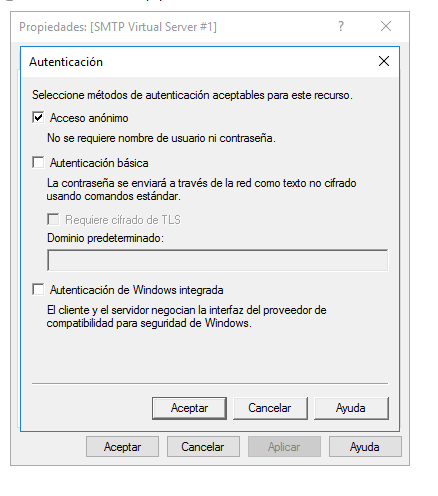 Propiedades: [SMTP Virtual Server #1]
Autenticación
Seleccione métodos de autenticación aceptables para este recurso.
Acceso anónimo
No se requiere nombre de usuario ni contraseña.
Autenticación básica
La contraseña se enviará a través de la red como texto no cifrado
usando comandos estándar.
Requiere cifrado de TLS
Dominio predeterminado:
Autenticación de Windows integrada
El cliente y el servidor negocian la interfaz del proveedor de
compatibilidad para seguridad de Windows.
Aceptar Cancelar Ayuda
Aceptar Cancelar Aplicar Ayuda